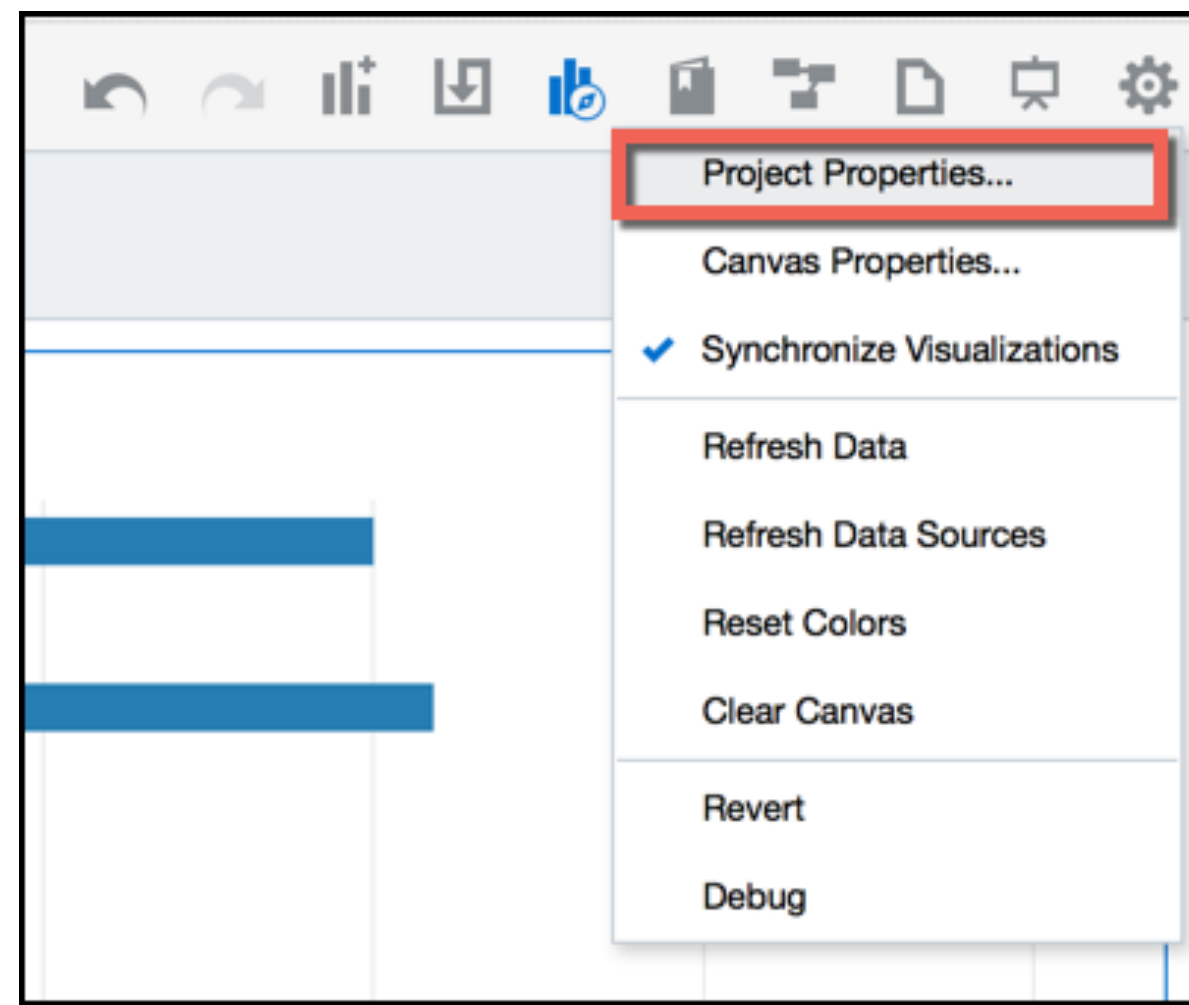 Project Properties...
Canvas Properties...
Synchronize Visualizations
Refresh Data
Refresh Data Sources
Reset Colors
Clear Canvas
Revert
Debug